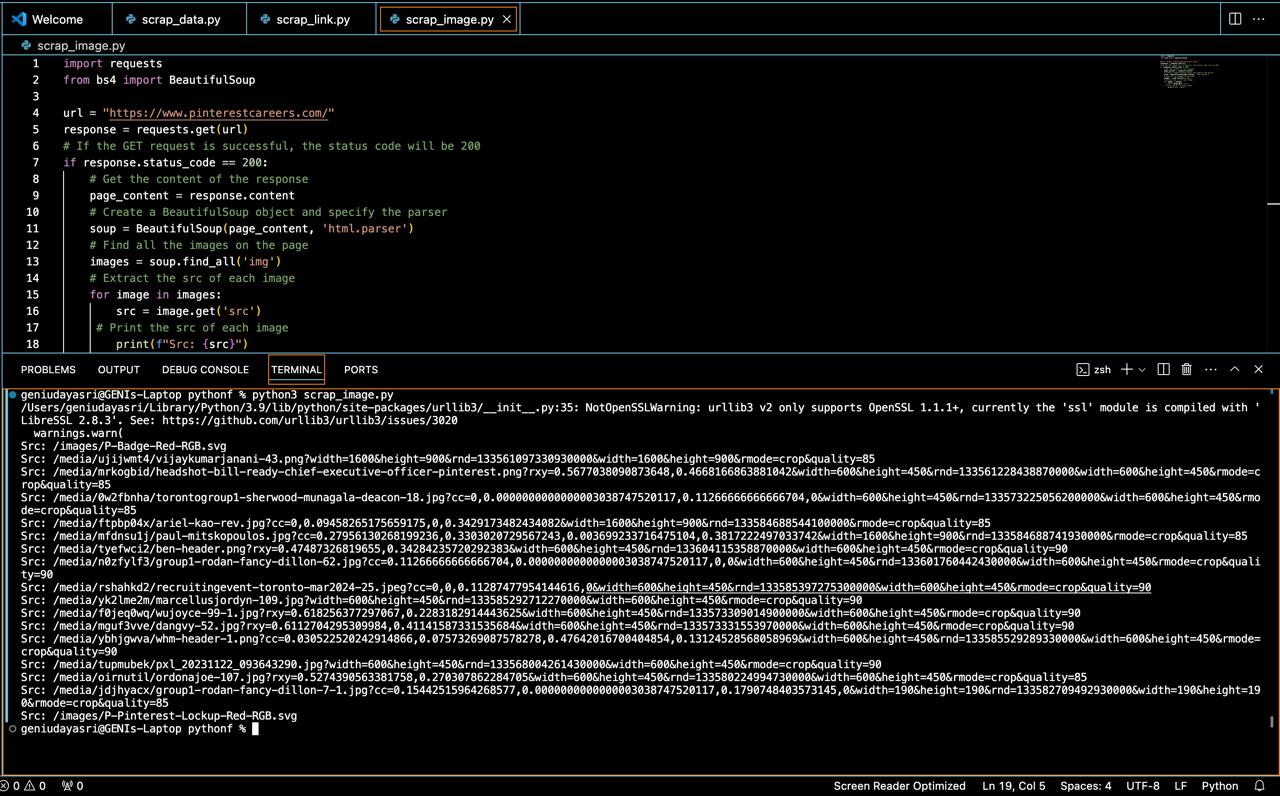 Welcome
scrap_data.py
scrap_link.py
scrap_image.py
scrap_image.py
1 import requests
2 from bs4 import BeautifulSoup
3
4 url = "https://www.pinterestcareers.com/"
5 response = requests.get(url)
6 # If the GET request is successful, the status code will be 200
7 if response.status_code == 200:
8 # Get the content of the response
9 page_content = response.content
10 # Create a BeautifulSoup object and specify the parser
11 soup = BeautifulSoup(page_content, 'html.parser')
12 # Find all the images on the page
13 images = soup.find_all('img')
14 # Extract the src of each image
15 for image in images:
16 src = image.get('src')
17 # Print the src of each image
18 print(f"Src: {src}")
PROBLEMS OUTPUT DEBUG CONSOLE TERMINAL PORTS zsh
geniudayasri@GENIs-Laptop pythonf % python3 scrap_image.py
/Users/geniudayasri/Library/Python/3.9/lib/python/site-packages/urllib3/__init__.py:35: NotOpenSSLWarning: urllib3 v2 only supports OpenSSL 1.1.1+, currently the 'ssl' module is compiled with '
LibreSSL 2.8.3'. See: https://github.com/urllib3/urllib3/issues/3020
warnings.warn(
Src: /images/P-Badge-Red-RGB.svg
Src: /media/ujijwmt4/vijaykumarjanani-43.png?width=1600&height=900&rnd=133561097330930000&width=1600&height=900&rmode=crop&quality=85
Src: /media/mrkogbid/headshot-bill-ready-chief-executive-officer-pinterest.png?rxy=0.5677038090873648,0.4668166863881042&width=600&height=450&rnd=133561228438870000&width=600&height=450&rmode=c
rop&quality=85
Src: /media/0w2fbnha/torontogroup1-sherwood-munagala-deacon-18.jpg?cc=0,0.0000000000000003038747520117,0.11266666666666704,0&width=600&height=450&rnd=133573225056200000&width=600&height=450&rmo
de=crop&quality=85
Src: /media/ftpbp04x/ariel-kao-rev.jpg?cc=0,0.09458265175659175,0,0.3429173482434082&width=1600&height=900&rnd=133584688544100000&rmode=crop&quality=85
Src: /media/mfdnsu1j/paul-mitskopoulos.jpg?cc=0.27956130268199236,0.3303020729567243,0.003699233716475104,0.3817222497033742&width=1600&height=900&rnd=133584688741930000&rmode=crop&quality=85
Src: /media/tyefwci2/ben-header.png?rxy=0.47487326819655,0.34284235720292383&width=600&height=450&rnd=133604115358870000&width=600&height=450&rmode=crop&quality=90
Src: /media/n0zfylf3/group1-rodan-fancy-dillon-62.jpg?cc=0.11266666666666704,0.0000000000000003038747520117,0,0&width=600&height=450&rnd=133601760442430000&width=600&height=450&rmode=crop&quali
ty=90
Src: /media/rshahkd2/recruitingevent-toronto-mar2024-25.jpeg?cc=0,0,0.11287477954144616,0&width=600&height=450&rnd=133585397275300000&width=600&height=450&rmode=crop&quality=90
Src: /media/yk2lme2m/marcellusjordyn-109.jpg?width=600&height=450&rnd=133585292712270000&width=600&height=450&rmode=crop&quality=90
Src: /media/f0jeq0wq/wujoyce-99-1.jpg?rxy=0.618256377297067,0.2283182914443625&width=600&height=450&rnd=133573309014900000&width=600&height=450&rmode=crop&quality=90
Src: /media/mguf3vve/dangvy-52.jpg?rxy=0.6112704295309984,0.41141587331535684&width=600&height=450&rnd=133573331553970000&width=600&height=450&rmode=crop&quality=90
Src: /media/ybhjgwva/whm-header-1.png?cc=0.030522520242914866,0.07573269087578278,0.47642016700404854,0.13124528568058969&width=600&height=450&rnd=133585529289330000&width=600&height=450&rmode=
crop&quality=90
Src: /media/tupmubek/pxl_20231122_093643290.jpg?width=600&height=450&rnd=133568004261430000&width=600&height=450&rmode=crop&quality=90
Src: /media/oirnutil/ordonajoe-107.jpg?rxy=0.5274390563381758,0.270307862284705&width=600&height=450&rnd=133580224994730000&width=600&height=450&rmode=crop&quality=85
Src: /media/jdjhyacx/group1-rodan-fancy-dillon-7-1.jpg?cc=0.15442515964268577,0.0000000000000003038747520117,0.1790748403573145,0&width=190&height=190&rnd=133582709492930000&width=190&height=19
0&rmode=crop&quality=85
Src: /images/P-Pinterest-Lockup-Red-RGB.svg
geniudayasri@GENIs-Laptop pythonf %
0 0 0 Screen Reader Optimized Ln 19, Col 5 Spaces: 4 UTF-8 LF Python